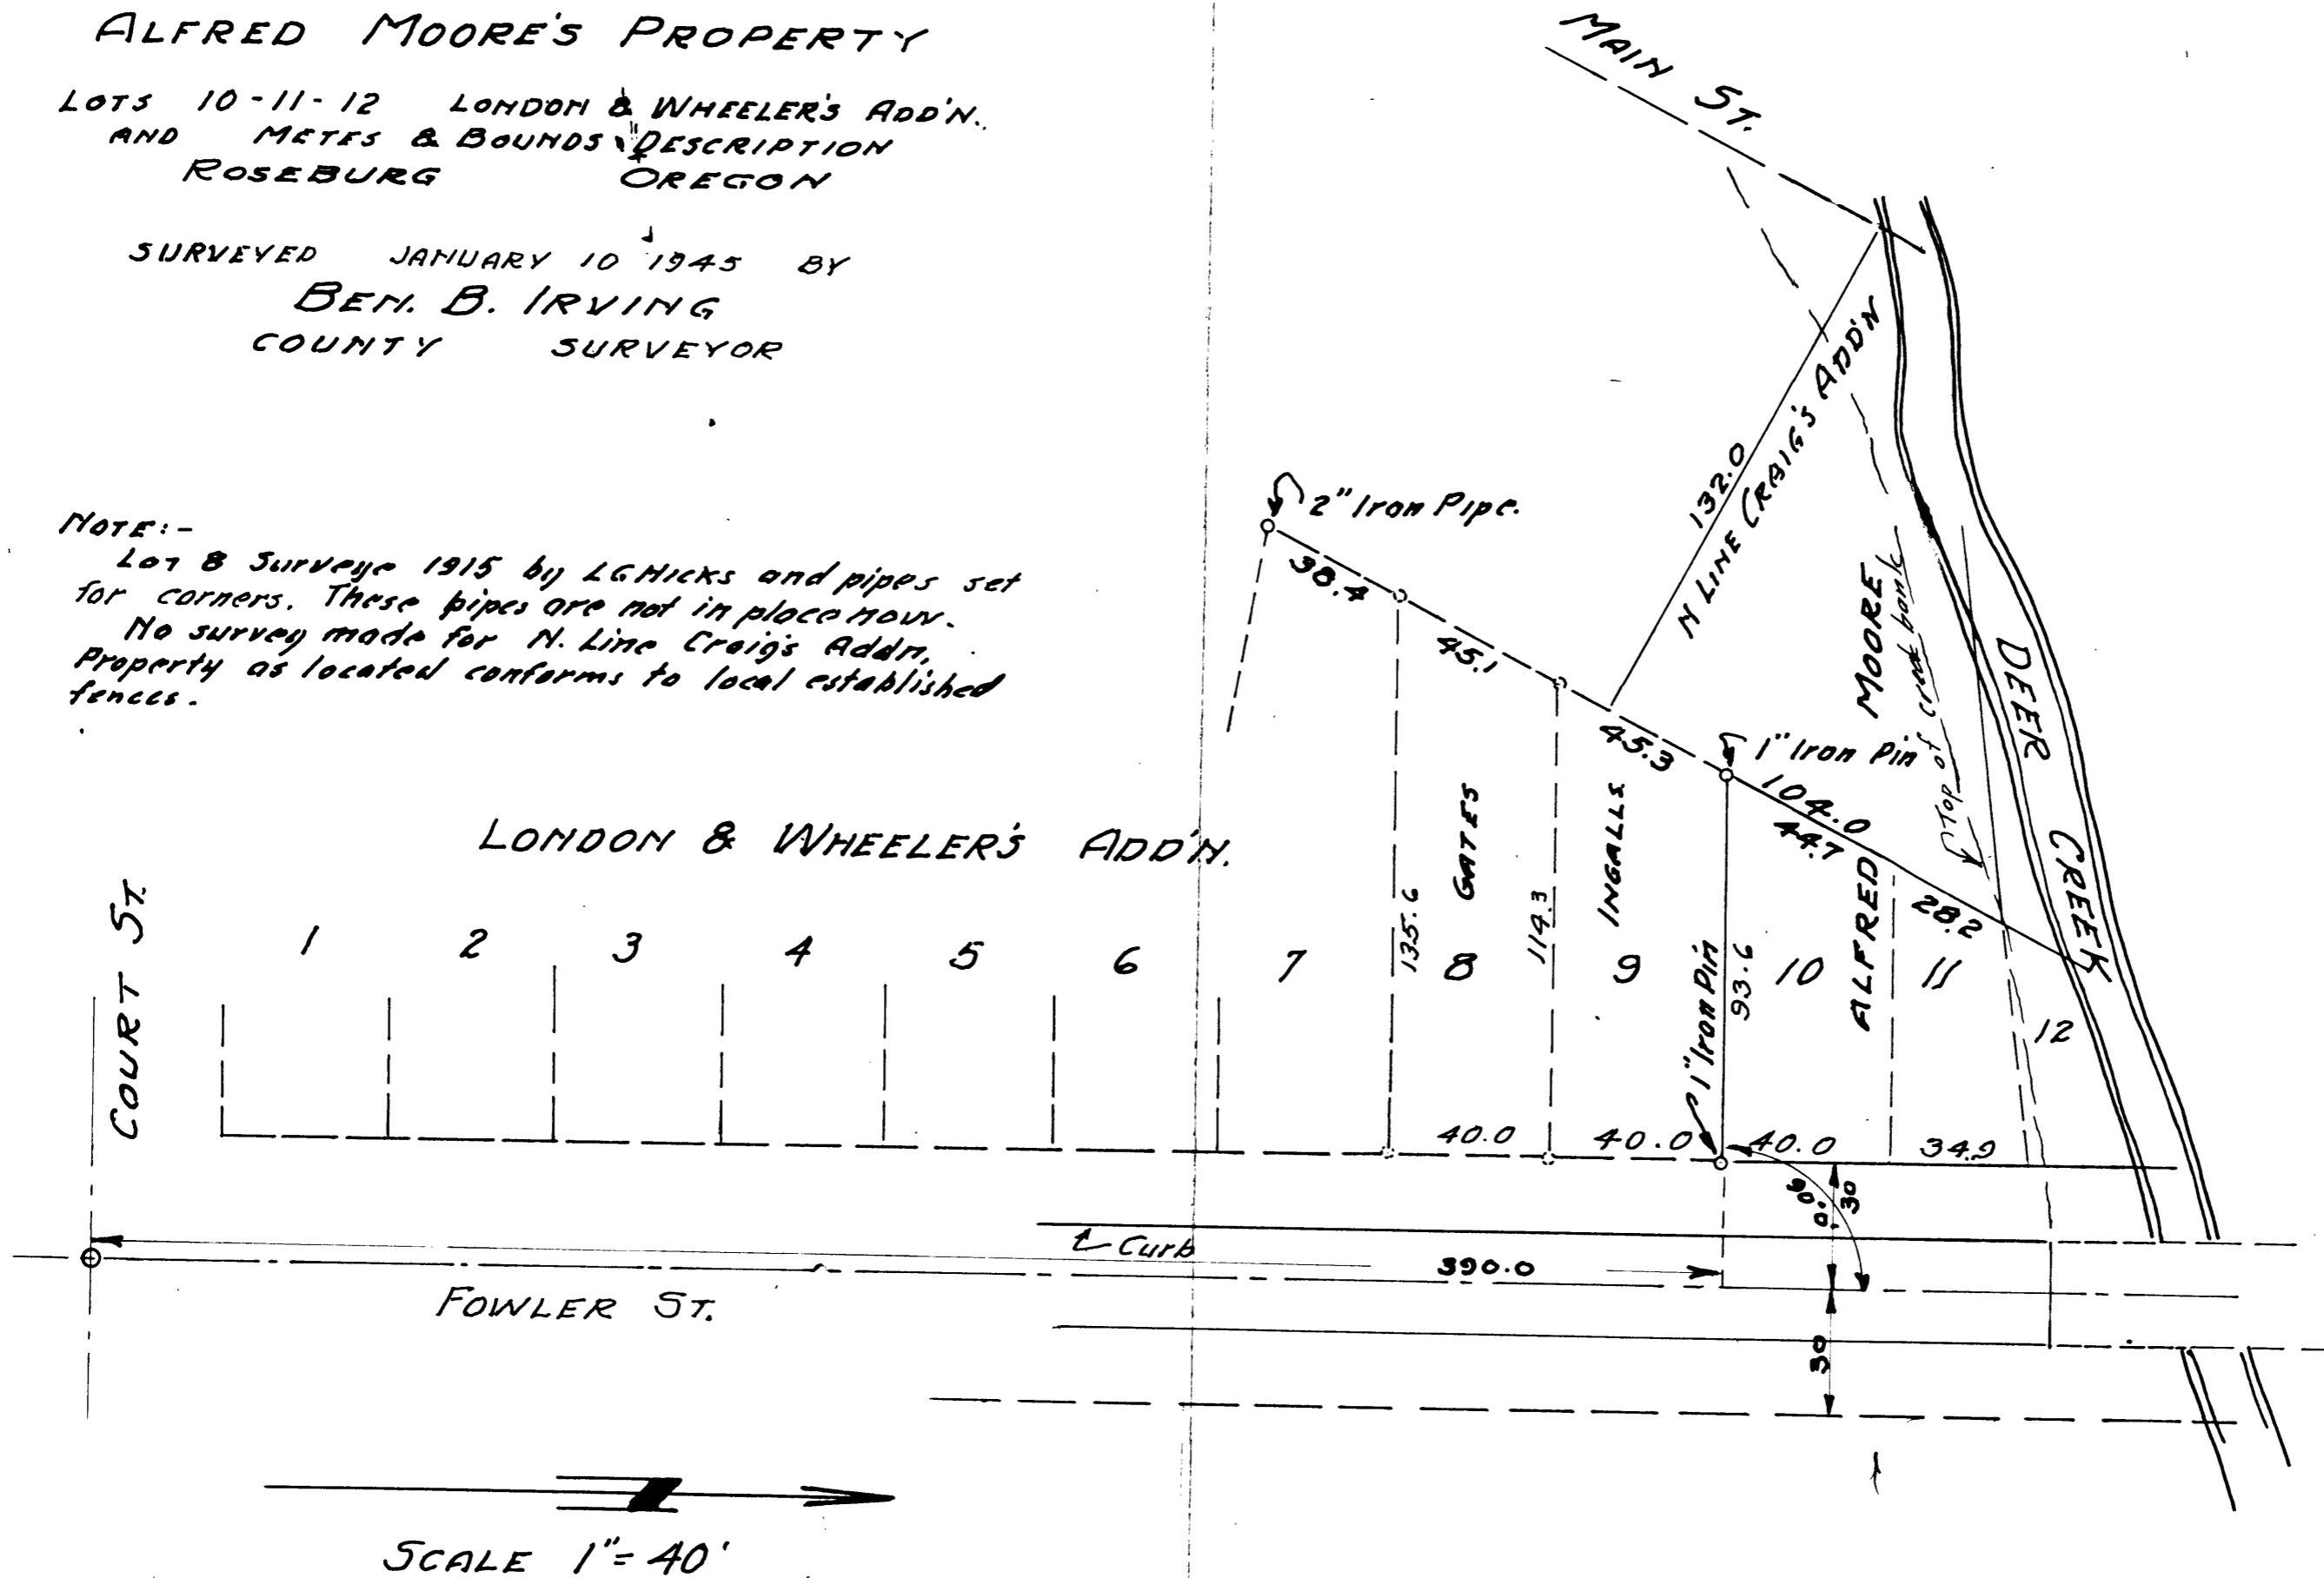 ALFRED MOORE'S PROPERTY
LOTS 10-11-12 LONDON & WHEELER'S ADD'N.
AND METES & BOUNDS DESCRIPTION
ROSEBURG OREGON
SURVEYED JANUARY 10 1945 BY
BEN. B. IRVING
COUNTY SURVEYOR
NOTE:-
Lot 8 Surveye 1915 by LG Hicks and pipes set
for corners. These pipes are not in place now.
No survey made for N. Line Craig's Addn,
Property as located conforms to local established
fences.
MAIN ST.
132.0
N LINE CRAIG'S ADD'N
2" Iron Pipe.
38.4
45.1
45.3
1" Iron Pin
104.0
44.7
28.2
ALFRED MOORE
Top of creek bank
DEER CREEK
LONDON & WHEELER'S ADD'N.
COURT ST.
1 2 3 4 5 6 7 8 9 10 11 12
135.6
GATES
114.3
INGALLS
1" Iron Pin
93.6
40.0 40.0 40.0 34.9
90° 0'
30
Curb
390.0
FOWLER ST.
30
SCALE 1"= 40'